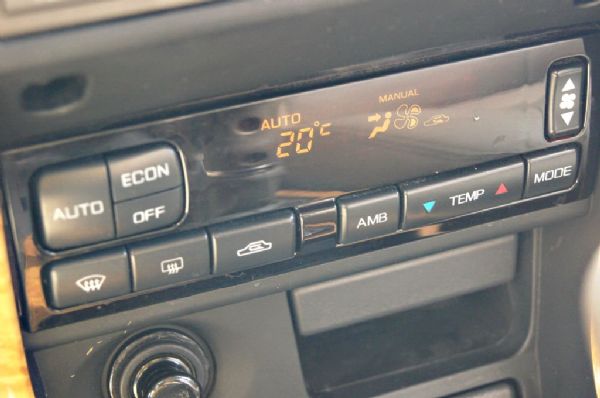 MANUAL
AUTO
20°C
ECON
AUTO
OFF
AMB
TEMP
MODE